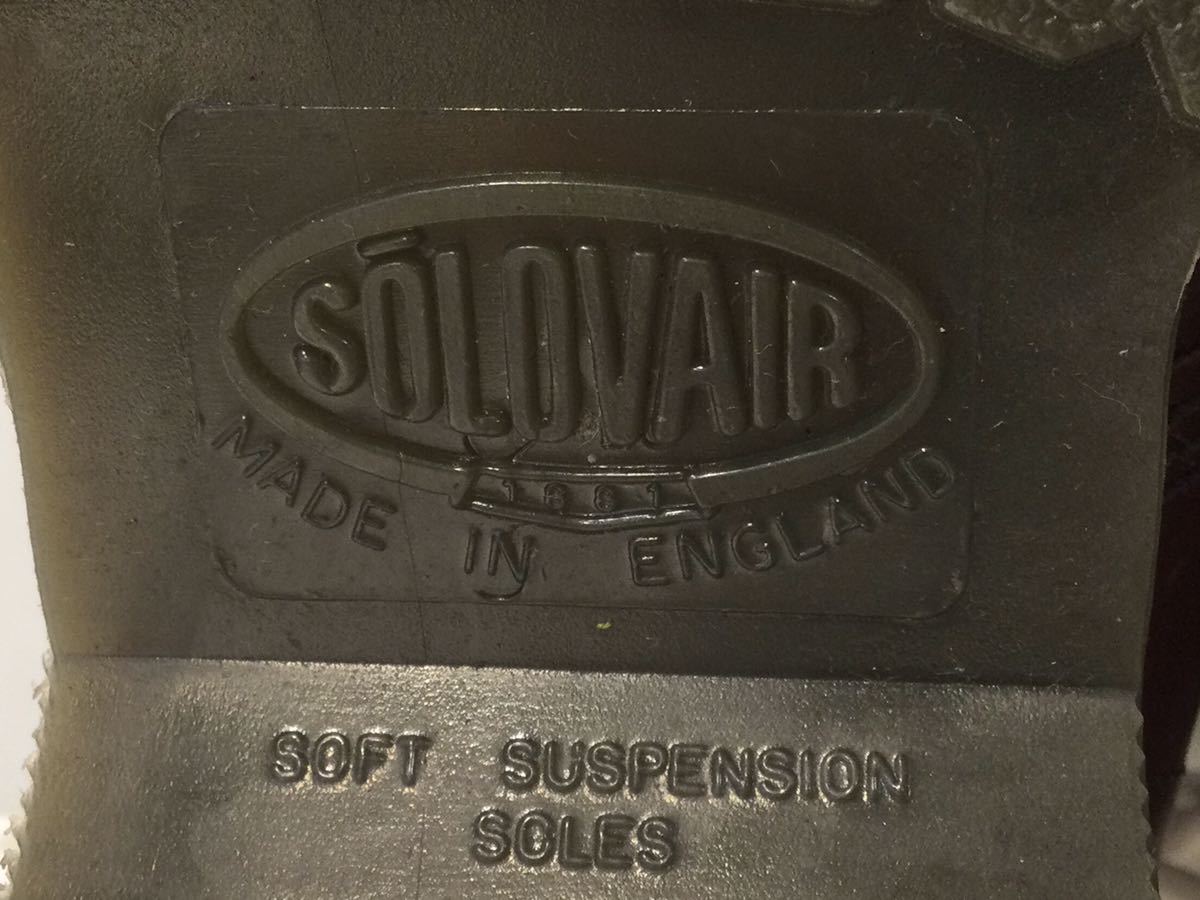 SŌLOVAIR
1881
MADE IN ENGLAND
SOFT SUSPENSION
SOLES